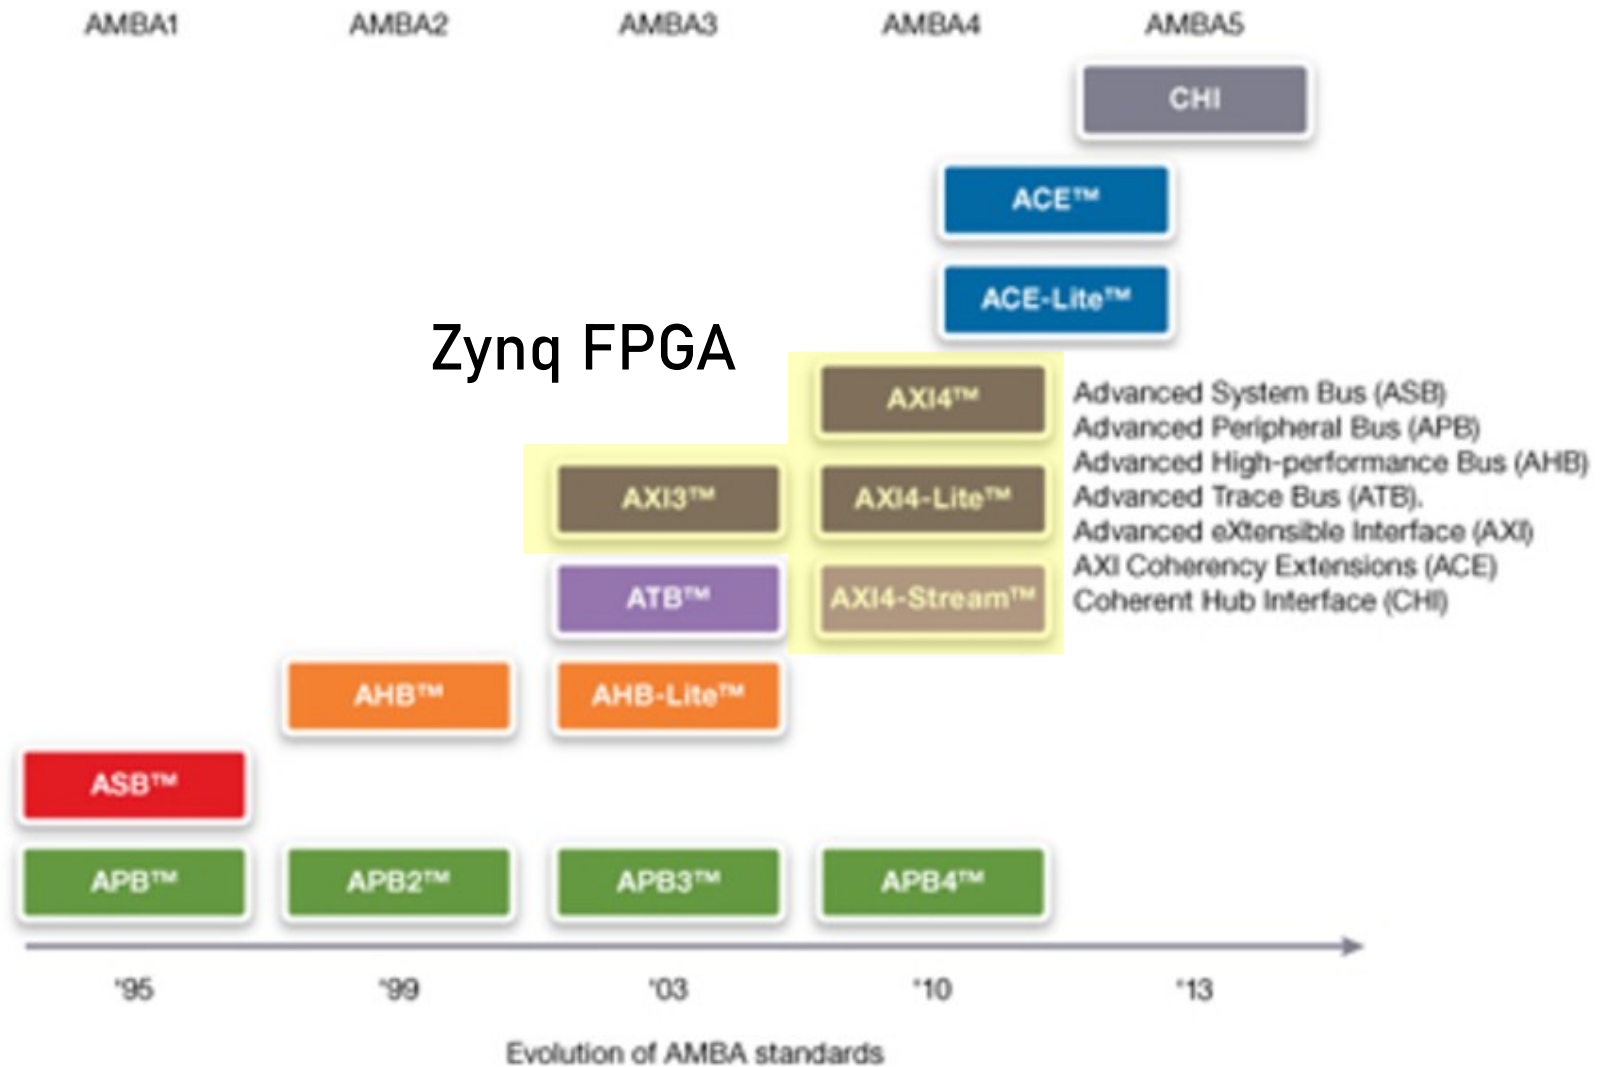 AMBA1 AMBA2 AMBA3 AMBA4 AMBA5
CHI
ACE™
ACE-Lite™
Zynq FPGA
AXI4™
AXI3™ AXI4-Lite™
ATB™ AXI4-Stream™
Advanced System Bus (ASB)
Advanced Peripheral Bus (APB)
Advanced High-performance Bus (AHB)
Advanced Trace Bus (ATB).
Advanced eXtensible Interface (AXI)
AXI Coherency Extensions (ACE)
Coherent Hub Interface (CHI)
AHB™ AHB-Lite™
ASB™
APB™ APB2™ APB3™ APB4™
'95 '99 '03 '10 '13
Evolution of AMBA standards